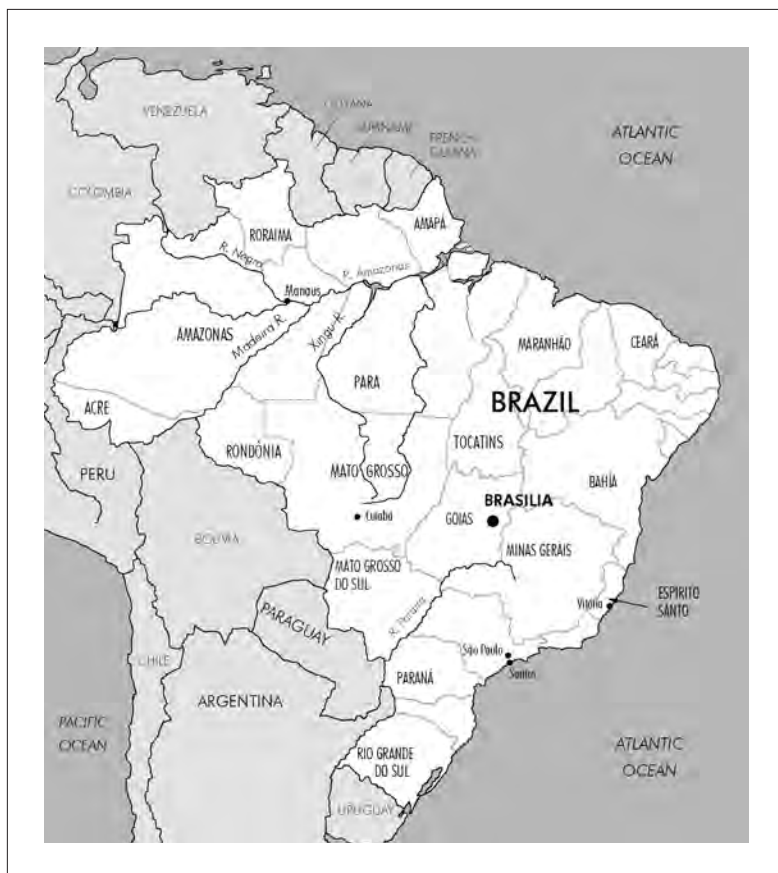 VENEZUELA
GUYANA
SURINAME
FRENCH
GUIANA
ATLANTIC
OCEAN
COLOMBIA
RORAIMA
AMAPÁ
R. Negro
R. Amazonas
Manaus
AMAZONAS
Madeira R.
Xingu R.
MARANHÃO
CEARÁ
PARA
BRAZIL
ACRE
TOCATINS
RONDÔNIA
PERU
MATO GROSSO
BAHÍA
BRASILIA
Cuiabá
GOIAS
BOLIVIA
MINAS GERAIS
MATO GROSSO
DO SUL
ESPIRITO
SANTO
Vitória
PARAGUAY
R. Parana
São Paulo
Santos
CHILE
PARANÁ
ARGENTINA
PACIFIC
OCEAN
ATLANTIC
OCEAN
RIO GRANDE
DO SUL
URUGUAY